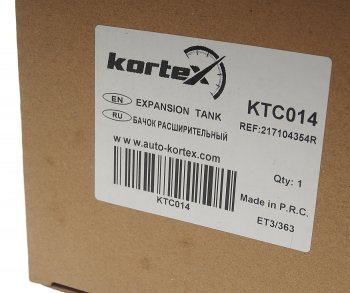 kortex
EN EXPANSION TANK
RU БАЧОК РАСШИРИТЕЛЬНЫЙ
KTC014
REF:217104354R
www.auto-kortex.com
KTC014
Qty: 1
Made in P.R.C.
ET3/363